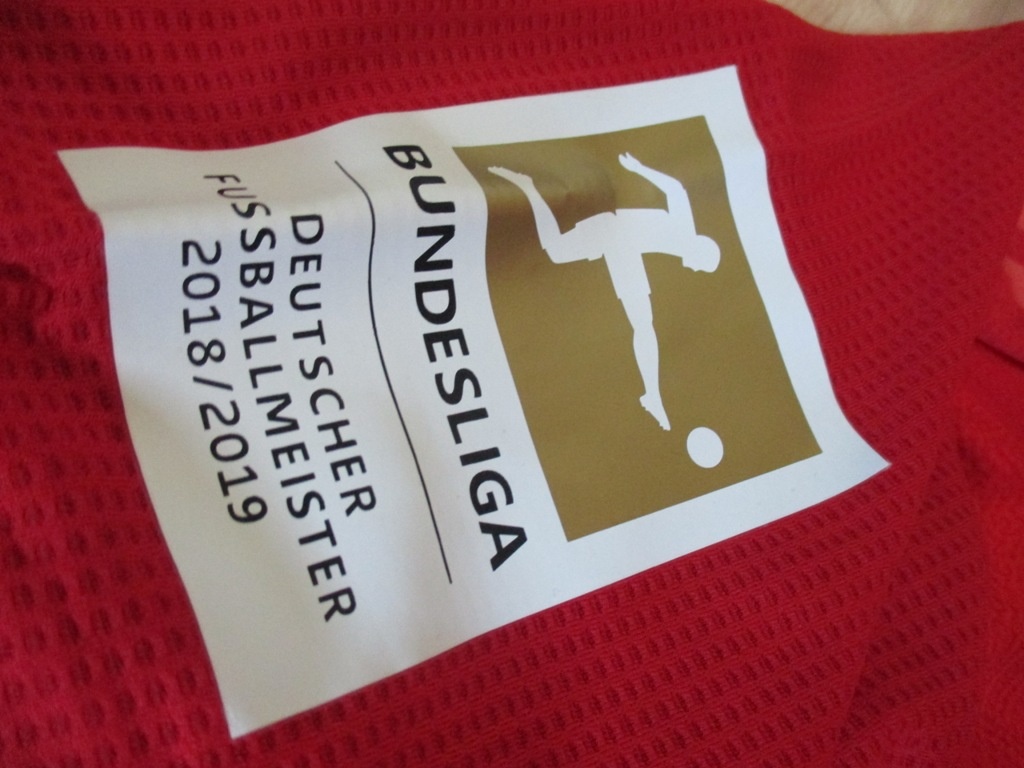 BUNDESLIGA
DEUTSCHER
FUSSBALLMEISTER
2018/2019